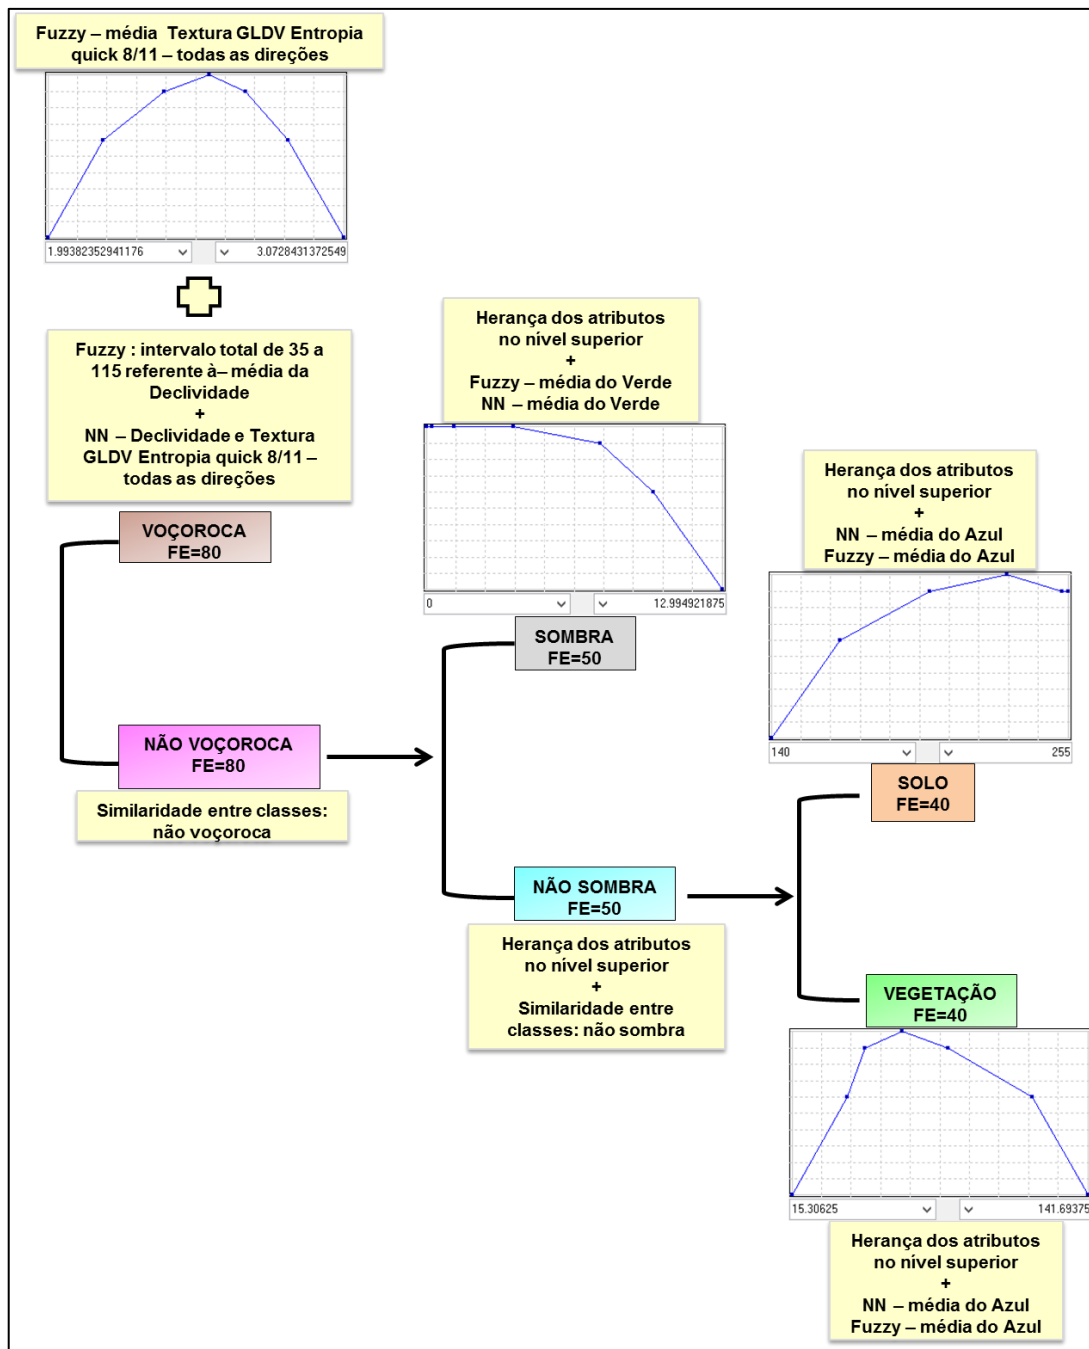 Fuzzy – média Textura GLDV Entropia
quick 8/11 – todas as direções
1.99382352941176
3.0728431372549
Fuzzy : intervalo total de 35 a
115 referente à– média da
Declividade
+
NN – Declividade e Textura
GLDV Entropia quick 8/11 –
todas as direções
VOÇOROCA
FE=80
NÃO VOÇOROCA
FE=80
Similaridade entre classes:
não voçoroca
Herança dos atributos
no nível superior
+
Fuzzy – média do Verde
NN – média do Verde
0
12.994921875
SOMBRA
FE=50
NÃO SOMBRA
FE=50
Herança dos atributos
no nível superior
+
Similaridade entre
classes: não sombra
Herança dos atributos
no nível superior
+
NN – média do Azul
Fuzzy – média do Azul
140
255
SOLO
FE=40
VEGETAÇÃO
FE=40
15.30625
141.69375
Herança dos atributos
no nível superior
+
NN – média do Azul
Fuzzy – média do Azul